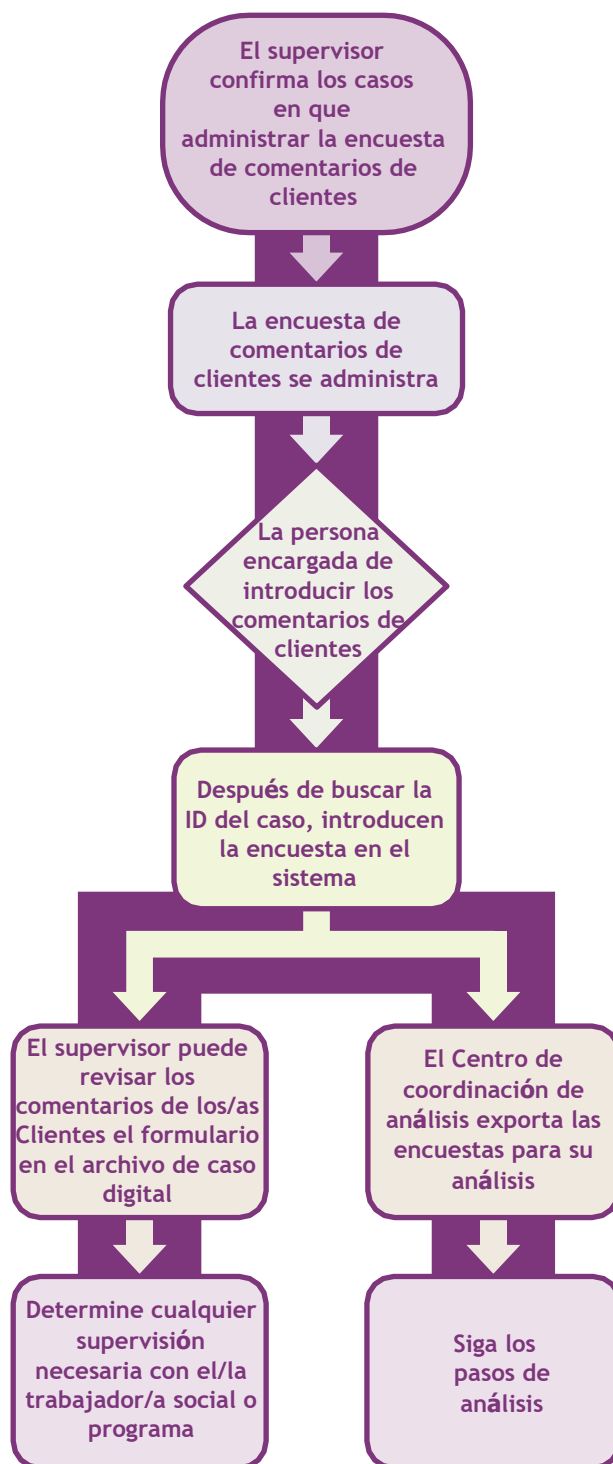 El supervisor
confirma los casos
en que
administrar la encuesta
de comentarios de
clientes
La encuesta de
comentarios de
clientes se administra
La persona
encargada de
introducir los
comentarios de
clientes
Después de buscar la
ID del caso, introducen
la encuesta en el
sistema
El supervisor puede
revisar los
comentarios de los/as
Clientes el formulario
en el archivo de caso
digital
El Centro de
coordinación de
análisis exporta las
encuestas para su
análisis
Determine cualquier
supervisión
necesaria con el/la
trabajador/a social o
programa
Siga los
pasos de
análisis